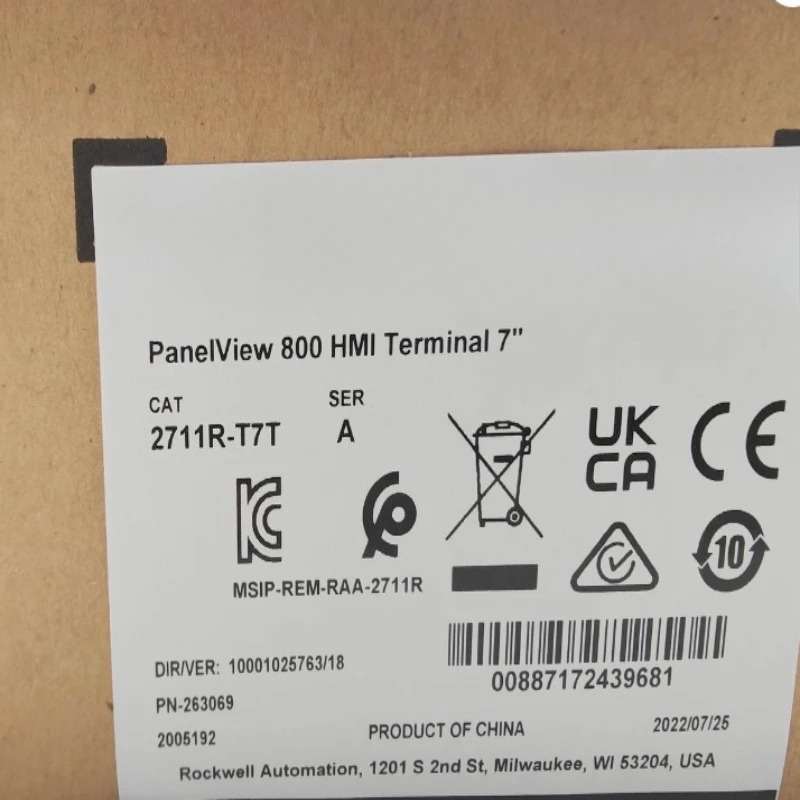 PanelView 800 HMI Terminal 7"
CAT SER
2711R-T7T A
UK
CA
CE
10
MSIP-REM-RAA-2711R
00887172439681
DIR/VER: 10001025763/18
PN-263069
2005192 PRODUCT OF CHINA 2022/07/25
Rockwell Automation, 1201 S 2nd St, Milwaukee, WI 53204, USA